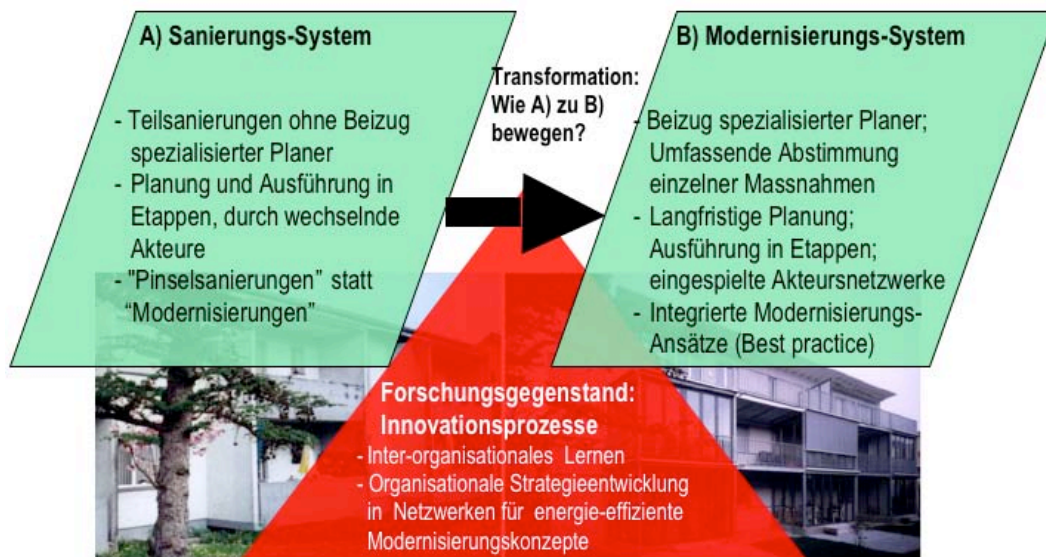 A) Sanierungs-System
- Teilsanierungen ohne Beizug
spezialisierter Planer
- Planung und Ausführung in
Etappen, durch wechselnde
Akteure
- "Pinselsanierungen" statt
"Modernisierungen"
Transformation:
Wie A) zu B)
bewegen?
B) Modernisierungs-System
- Beizug spezialisierter Planer;
Umfassende Abstimmung
einzelner Massnahmen
- Langfristige Planung;
Ausführung in Etappen;
eingespielte Akteursnetzwerke
- Integrierte Modernisierungs-
Ansätze (Best practice)
Forschungsgegenstand:
Innovationsprozesse
- Inter-organisationales Lernen
- Organisationale Strategieentwicklung
in Netzwerken für energie-effiziente
Modernisierungskonzepte